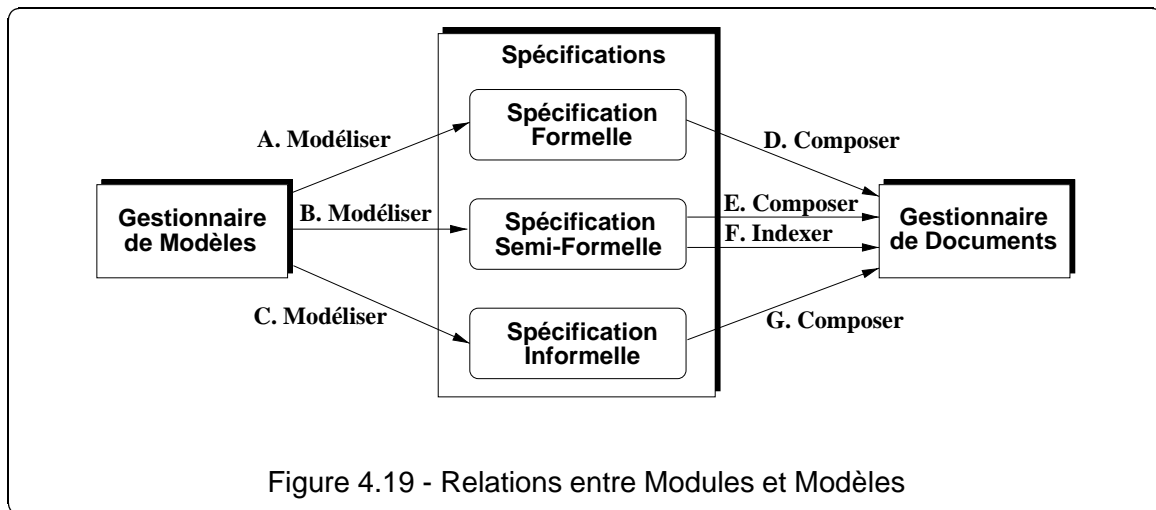 Spécifications
Spécification
Formelle
A. Modéliser
D. Composer
Gestionnaire
de Modèles
B. Modéliser
Spécification
Semi-Formelle
E. Composer
F. Indexer
Gestionnaire
de Documents
C. Modéliser
Spécification
Informelle
G. Composer
Figure 4.19 - Relations entre Modules et Modèles